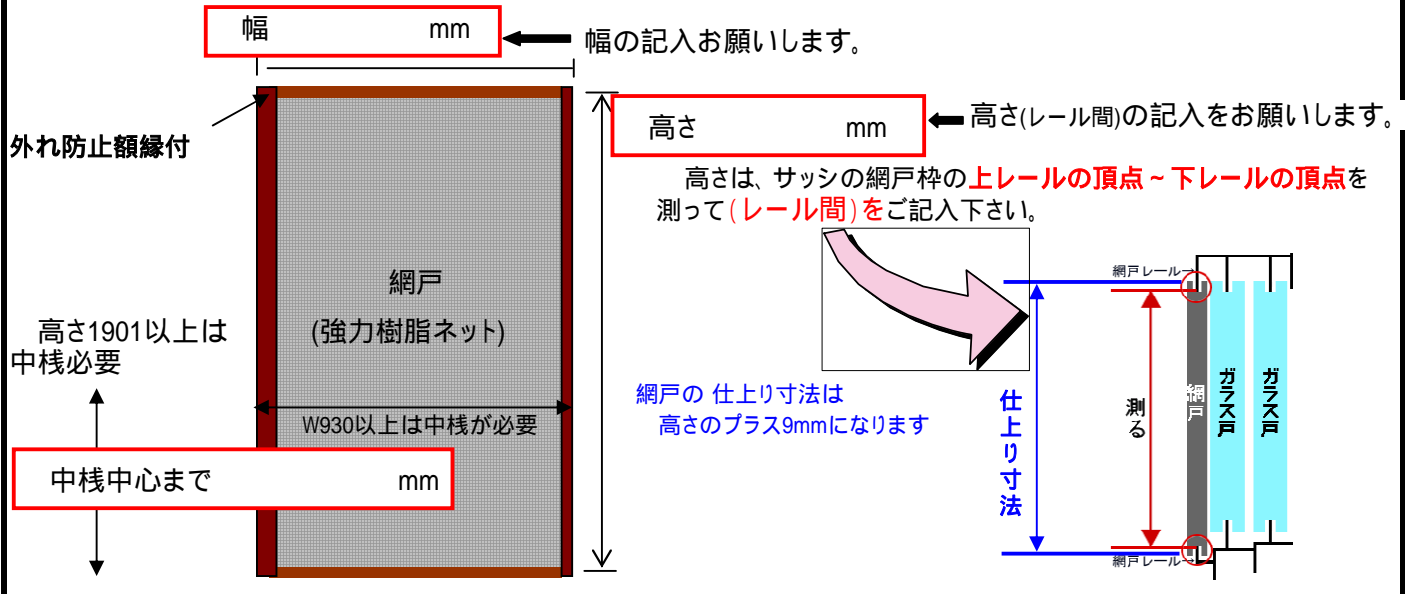 幅 mm
幅の記入お願いします。
外れ防止額縁付
高さ mm
高さ(レール間)の記入をお願いします。
高さは、サッシの網戸枠の上レールの頂点～下レールの頂点を
測って(レール間)をご記入下さい。
網戸
(強力樹脂ネット)
高さ1901以上は
中桟必要
W930以上は中桟が必要
中桟中心まで mm
網戸の 仕上り寸法は
高さのプラス9mmになります
仕上り寸法
測る
網戸レール→
網戸
ガラス戸
ガラス戸
網戸レール→